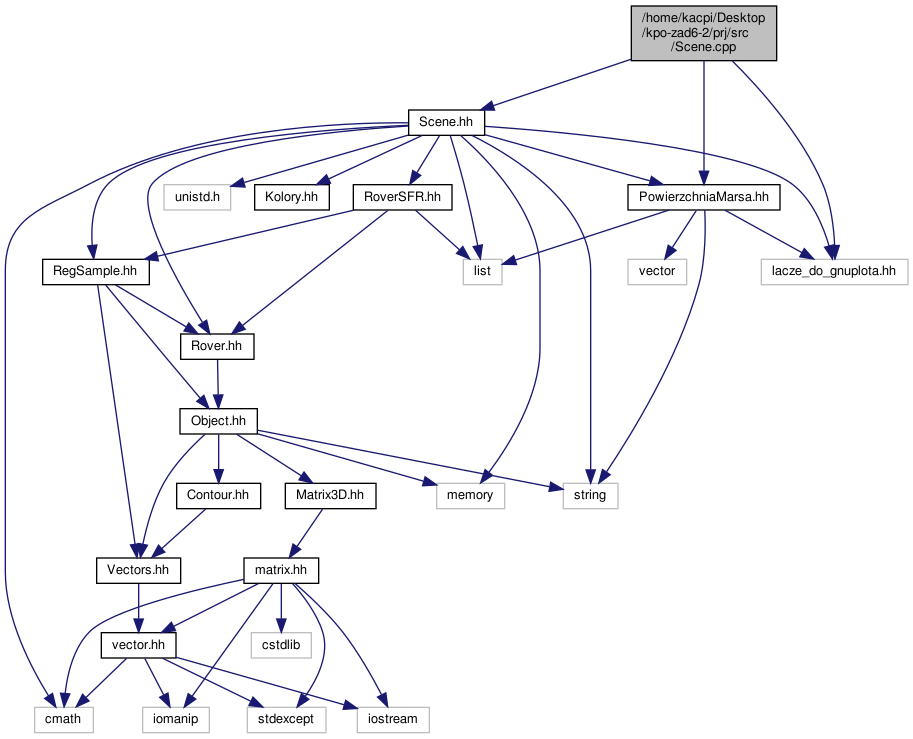 /home/kacpi/Desktop
/kpo-zad6-2/prj/src
/Scene.cpp
Scene.hh
unistd.h
Kolory.hh
RoverSFR.hh
PowierzchniaMarsa.hh
RegSample.hh
list
vector
lacze_do_gnuplota.hh
Rover.hh
Object.hh
Contour.hh
Matrix3D.hh
memory
string
Vectors.hh
matrix.hh
vector.hh
cstdlib
cmath
iomanip
stdexcept
iostream